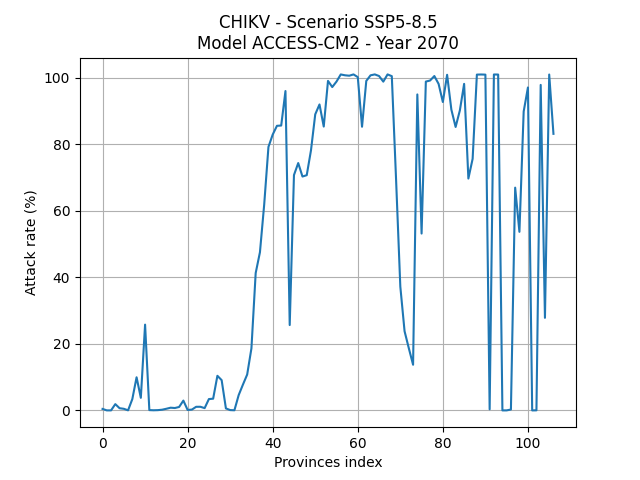 CHIKV - Scenario SSP5-8.5
Model ACCESS-CM2 - Year 2070
Attack rate (%)
100
80
60
40
20
0
0 20 40 60 80 100
Provinces index